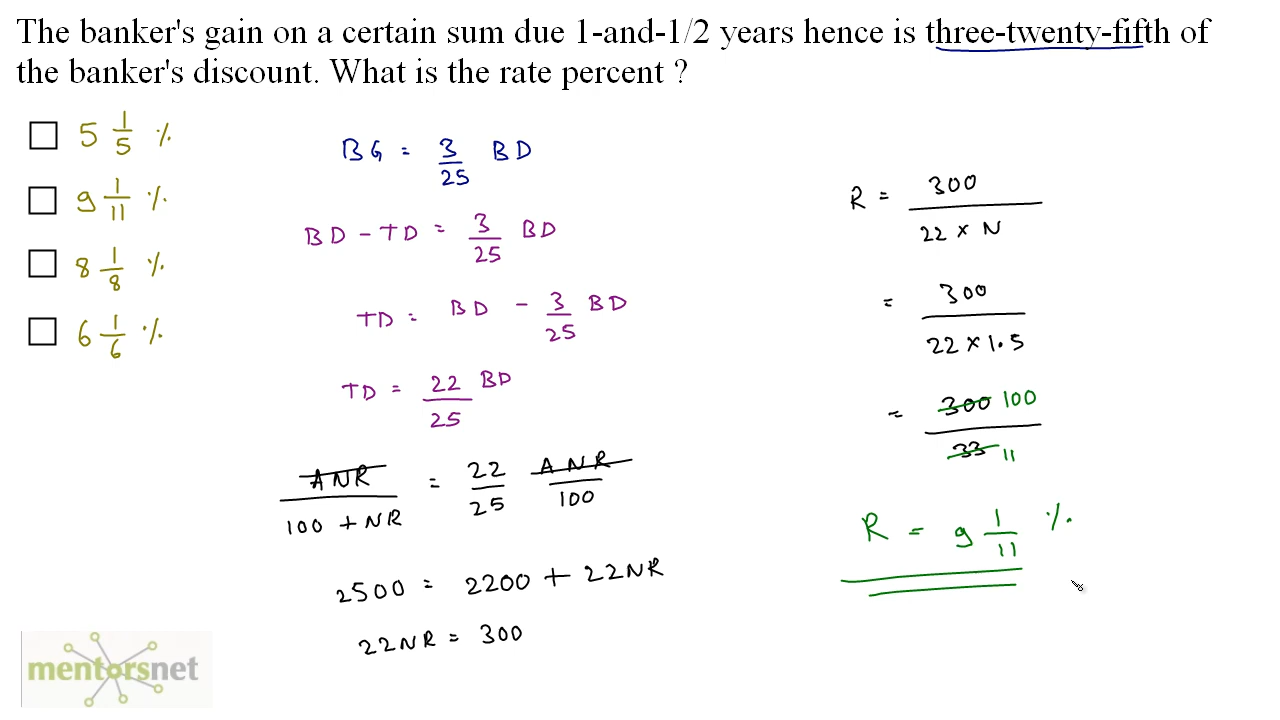 The banker's gain on a certain sum due 1-and-1/2 years hence is three-twenty-fifth of
the banker's discount. What is the rate percent ?
5 1/5 %
9 1/11 %
8 1/8 %
6 1/6 %
BG = 3/25 BD
BD - TD = 3/25 BD
TD = BD - 3/25 BD
TD = 22/25 BD
ANR/(100 + NR) = 22/25 ANR/100
2500 = 2200 + 22NR
22NR = 300
R = 300/(22 × N)
= 300/(22 × 1.5)
= 300 100/33 11
R = 9 1/11 %
mentorsnet